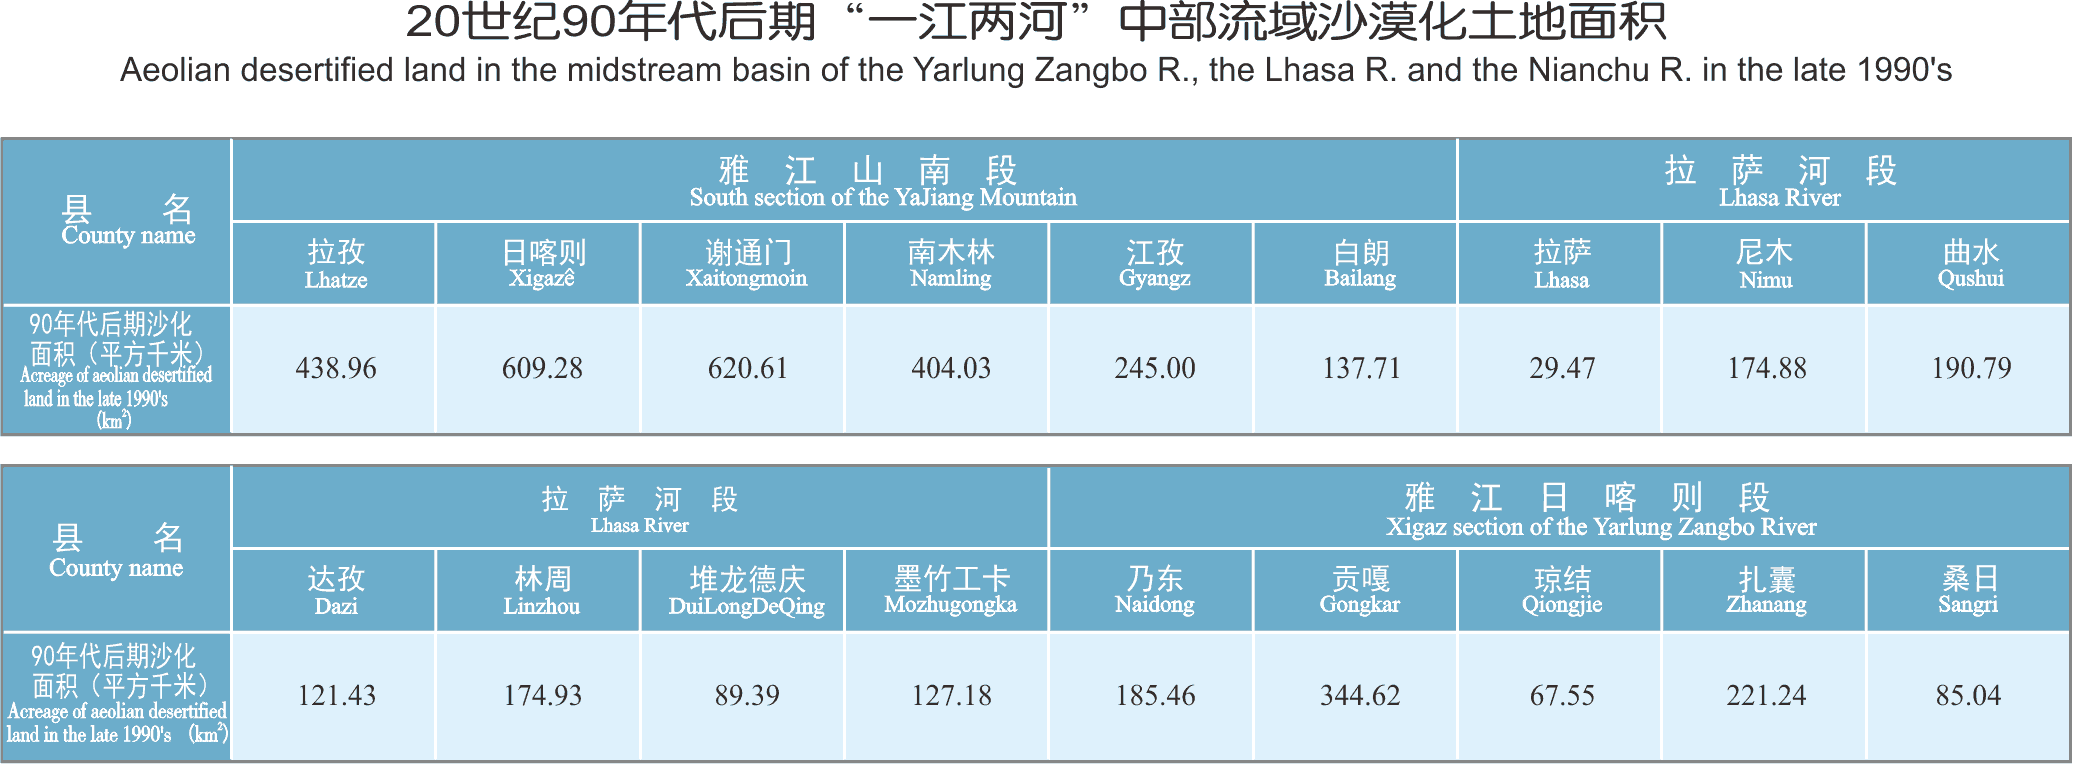 20世纪90年代后期“一江两河”中部流域沙漠化土地面积
Aeolian desertified land in the midstream basin of the Yarlung Zangbo R., the Lhasa R. and the Nianchu R. in the late 1990's
县 名
County name
雅 江 山 南 段
South section of the YaJiang Mountain
拉 萨 河 段
Lhasa River
拉孜
Lhatze
日喀则
Xigazê
谢通门
Xaitongmoin
南木林
Namling
江孜
Gyangz
白朗
Bailang
拉萨
Lhasa
尼木
Nimu
曲水
Qushui
90年代后期沙化
面积（平方千米）
Acreage of aeolian desertified
land in the late 1990's
(km²)
438.96
609.28
620.61
404.03
245.00
137.71
29.47
174.88
190.79
县 名
County name
拉 萨 河 段
Lhasa River
雅 江 日 喀 则 段
Xigaz section of the Yarlung Zangbo River
达孜
Dazi
林周
Linzhou
堆龙德庆
DuiLongDeQing
墨竹工卡
Mozhugongka
乃东
Naidong
贡嘎
Gongkar
琼结
Qiongjie
扎囊
Zhanang
桑日
Sangri
90年代后期沙化
面积（平方千米）
Acreage of aeolian desertified
land in the late 1990's (km²)
121.43
174.93
89.39
127.18
185.46
344.62
67.55
221.24
85.04